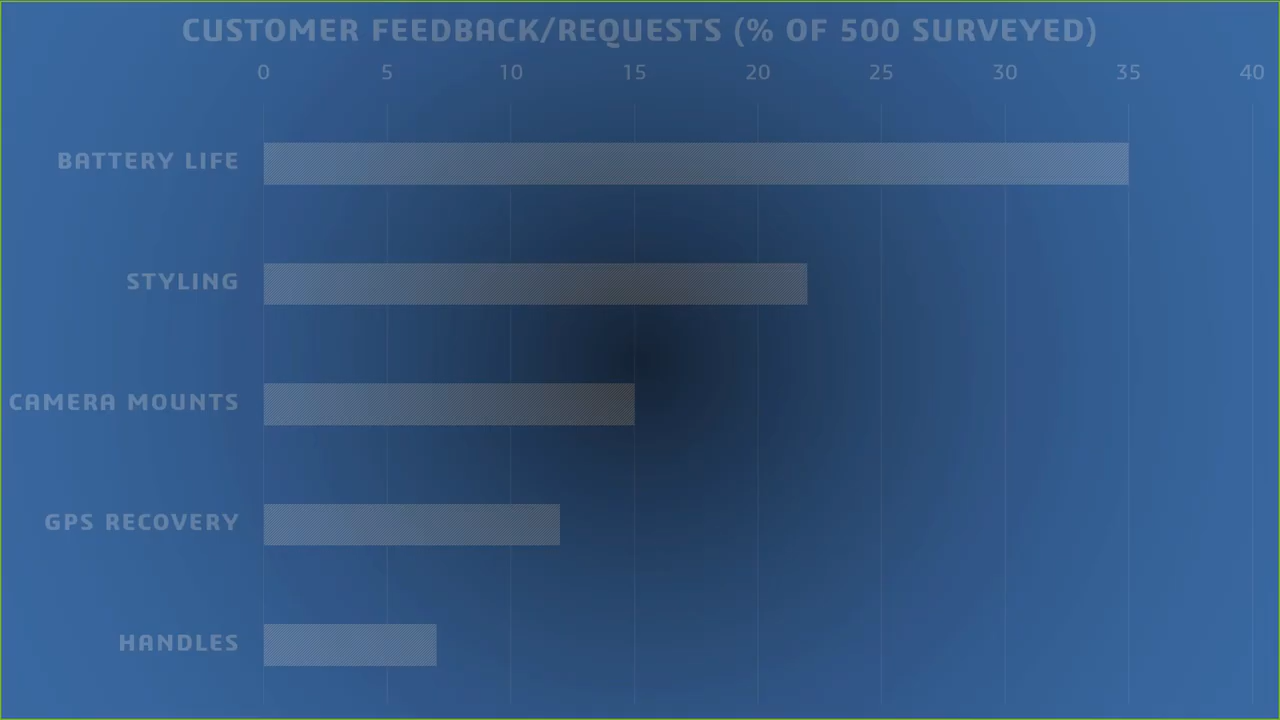 CUSTOMER FEEDBACK/REQUESTS (% OF 500 SURVEYED)
0 5 10 15 20 25 30 35 40
BATTERY LIFE
STYLING
CAMERA MOUNTS
GPS RECOVERY
HANDLES